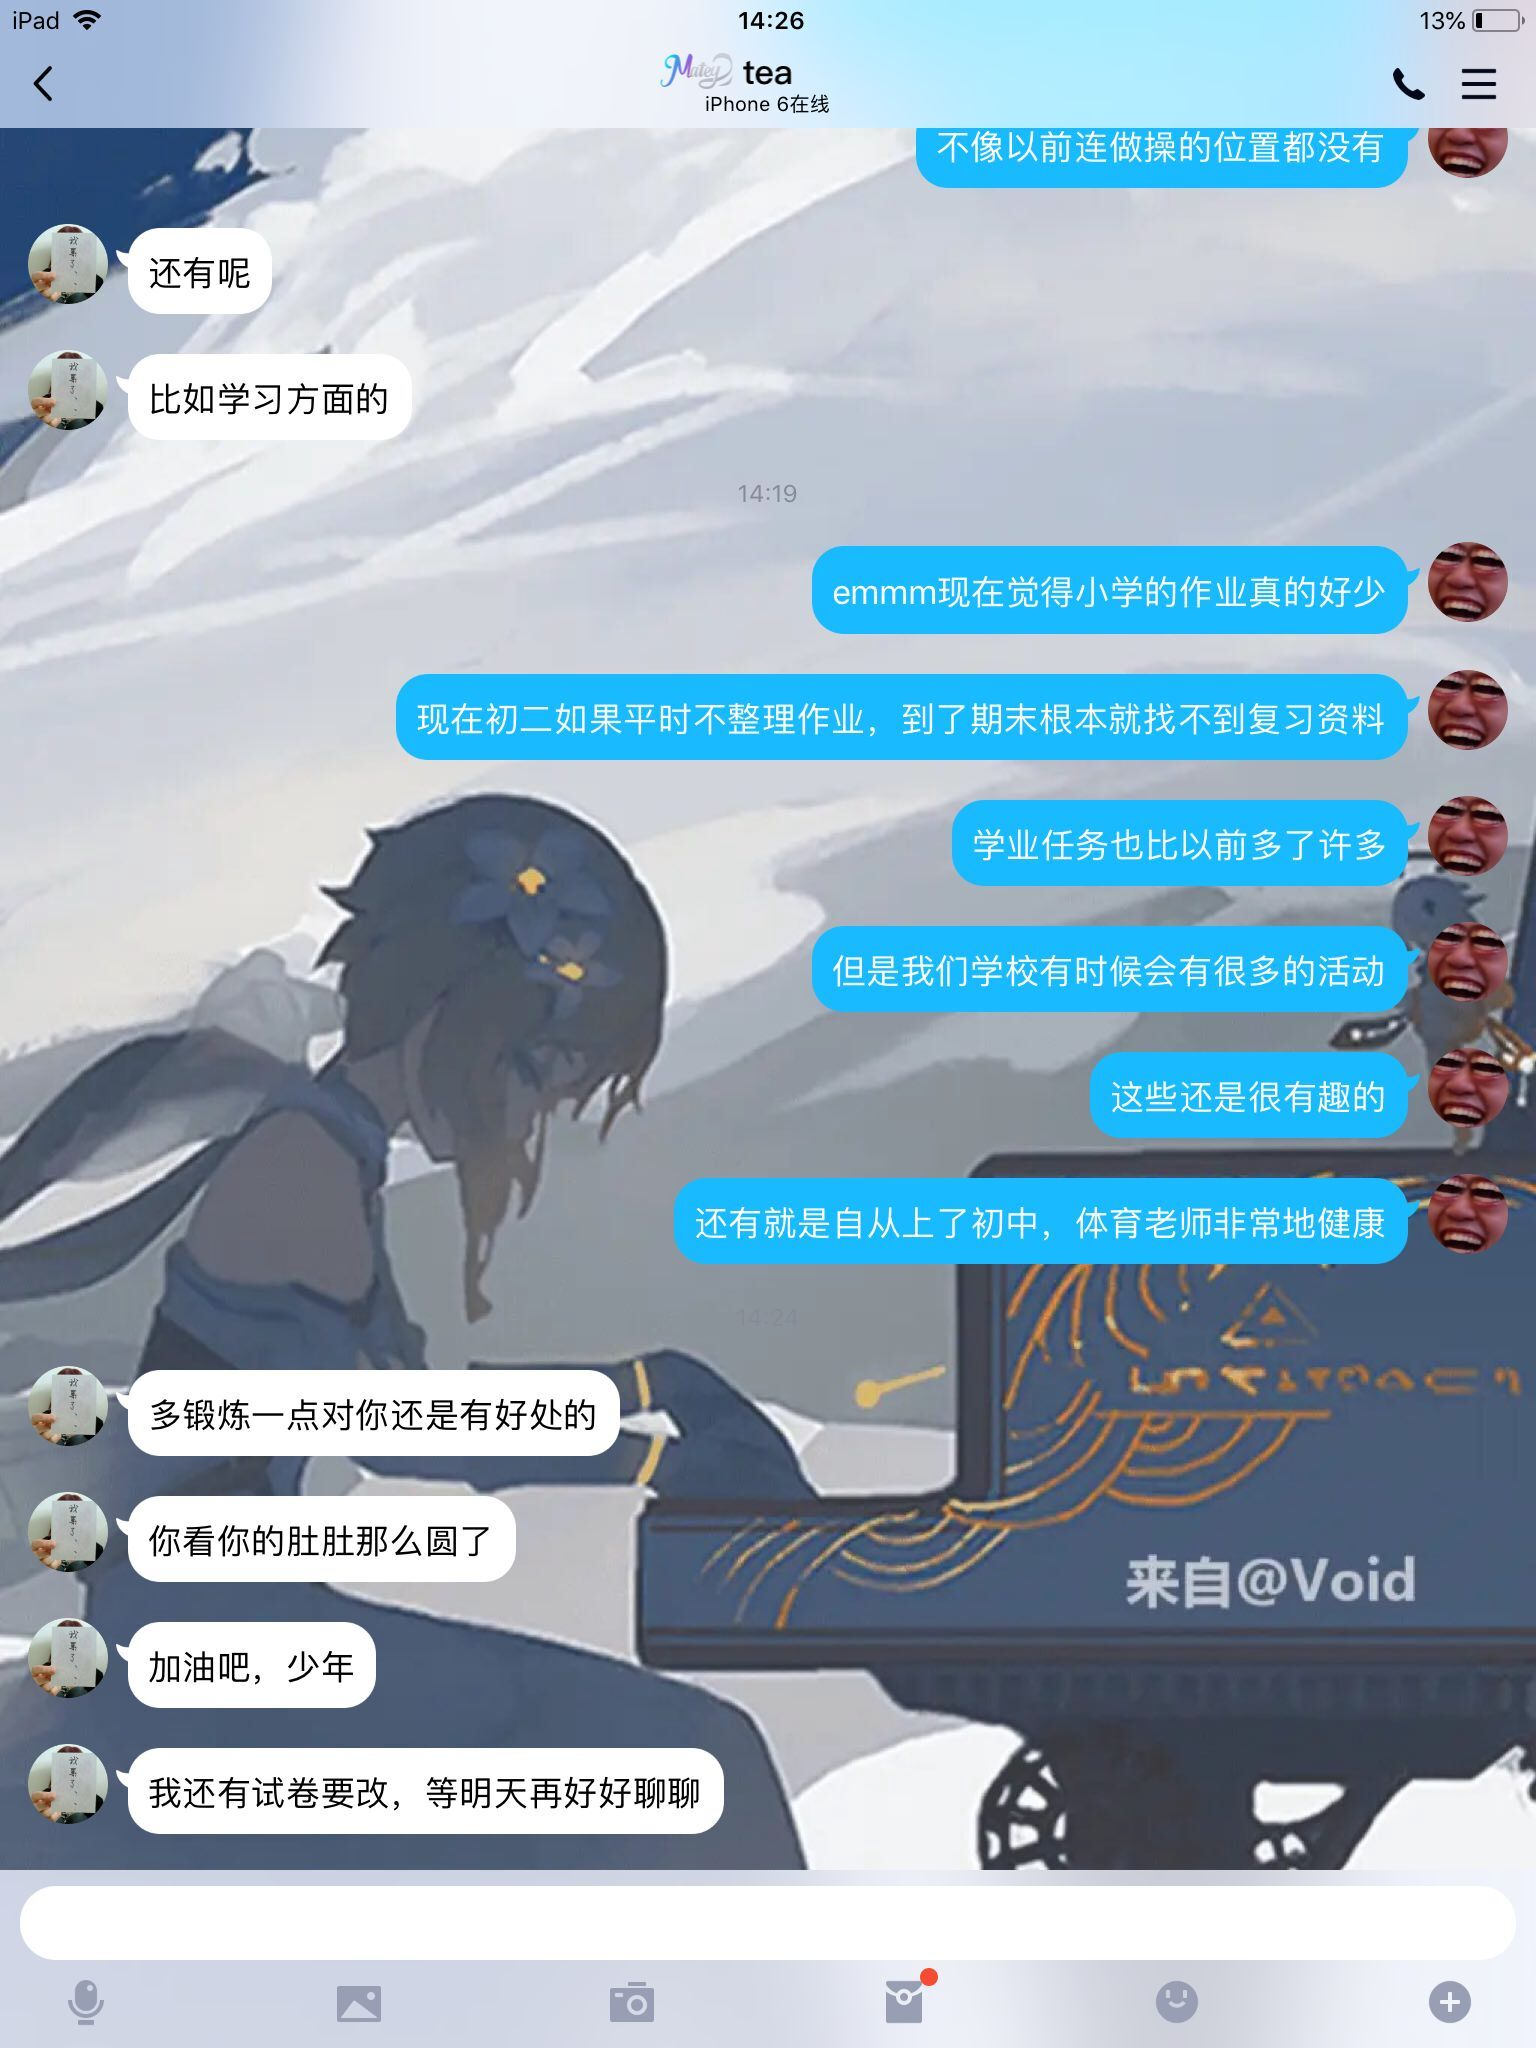 iPad
14:26
13%
Matey
tea
iPhone 6在线
不像以前连做操的位置都没有
还有呢
比如学习方面的
14:19
emmm现在觉得小学的作业真的好少
现在初二如果平时不整理作业，到了期末根本就找不到复习资料
学业任务也比以前多了许多
但是我们学校有时候会有很多的活动
这些还是很有趣的
还有就是自从上了初中，体育老师非常地健康
14:24
多锻炼一点对你还是有好处的
你看你的肚肚那么圆了
来自@Void
加油吧，少年
我还有试卷要改，等明天再好好聊聊